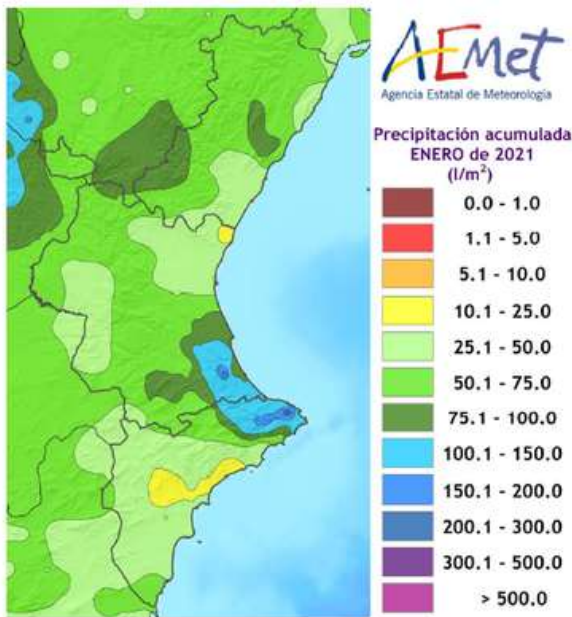 AEMet
Agencia Estatal de Meteorología
Precipitación acumulada
ENERO de 2021
(l/m²)
0.0 - 1.0
1.1 - 5.0
5.1 - 10.0
10.1 - 25.0
25.1 - 50.0
50.1 - 75.0
75.1 - 100.0
100.1 - 150.0
150.1 - 200.0
200.1 - 300.0
300.1 - 500.0
> 500.0